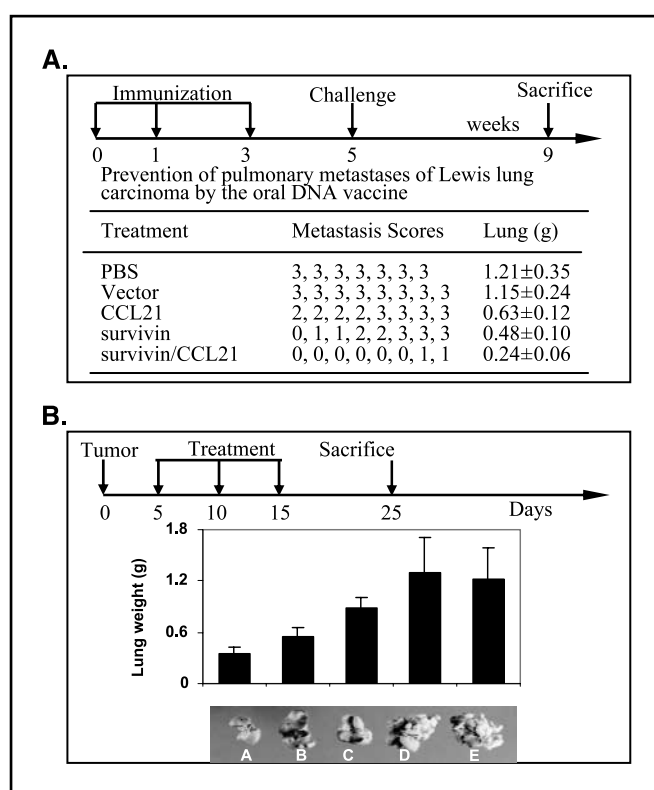 A.
Immunization Challenge Sacrifice
weeks
0 1 3 5 9
Prevention of pulmonary metastases of Lewis lung
carcinoma by the oral DNA vaccine
Treatment Metastasis Scores Lung (g)
PBS 3, 3, 3, 3, 3, 3, 3 1.21±0.35
Vector 3, 3, 3, 3, 3, 3, 3, 3 1.15±0.24
CCL21 2, 2, 2, 2, 3, 3, 3, 3 0.63±0.12
survivin 0, 1, 1, 2, 2, 3, 3, 3 0.48±0.10
survivin/CCL21 0, 0, 0, 0, 0, 0, 1, 1 0.24±0.06
B.
Tumor Treatment Sacrifice
0 5 10 15 25 Days
Lung weight (g)
1.8
1.2
0.6
0
A B C D E